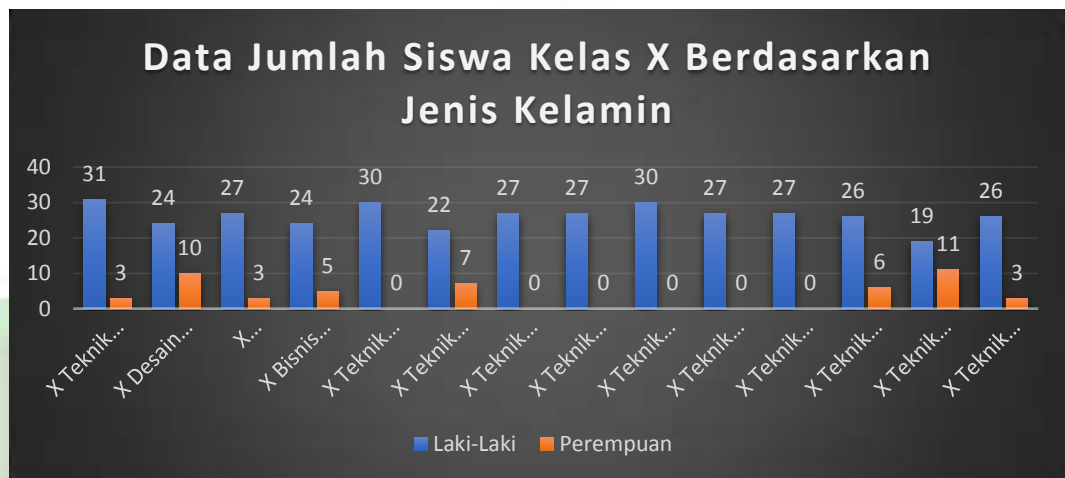 Data Jumlah Siswa Kelas X Berdasarkan
Jenis Kelamin
40
30
20
10
0
31
3
24
10
27
3
24
5
30
0
22
7
27
0
27
0
30
0
27
0
27
0
26
6
19
11
26
3
X Teknik...
X Desain...
X...
X Bisnis...
X Teknik...
X Teknik...
X Teknik...
X Teknik...
X Teknik...
X Teknik...
X Teknik...
X Teknik...
X Teknik...
X Teknik...
Laki-Laki
Perempuan